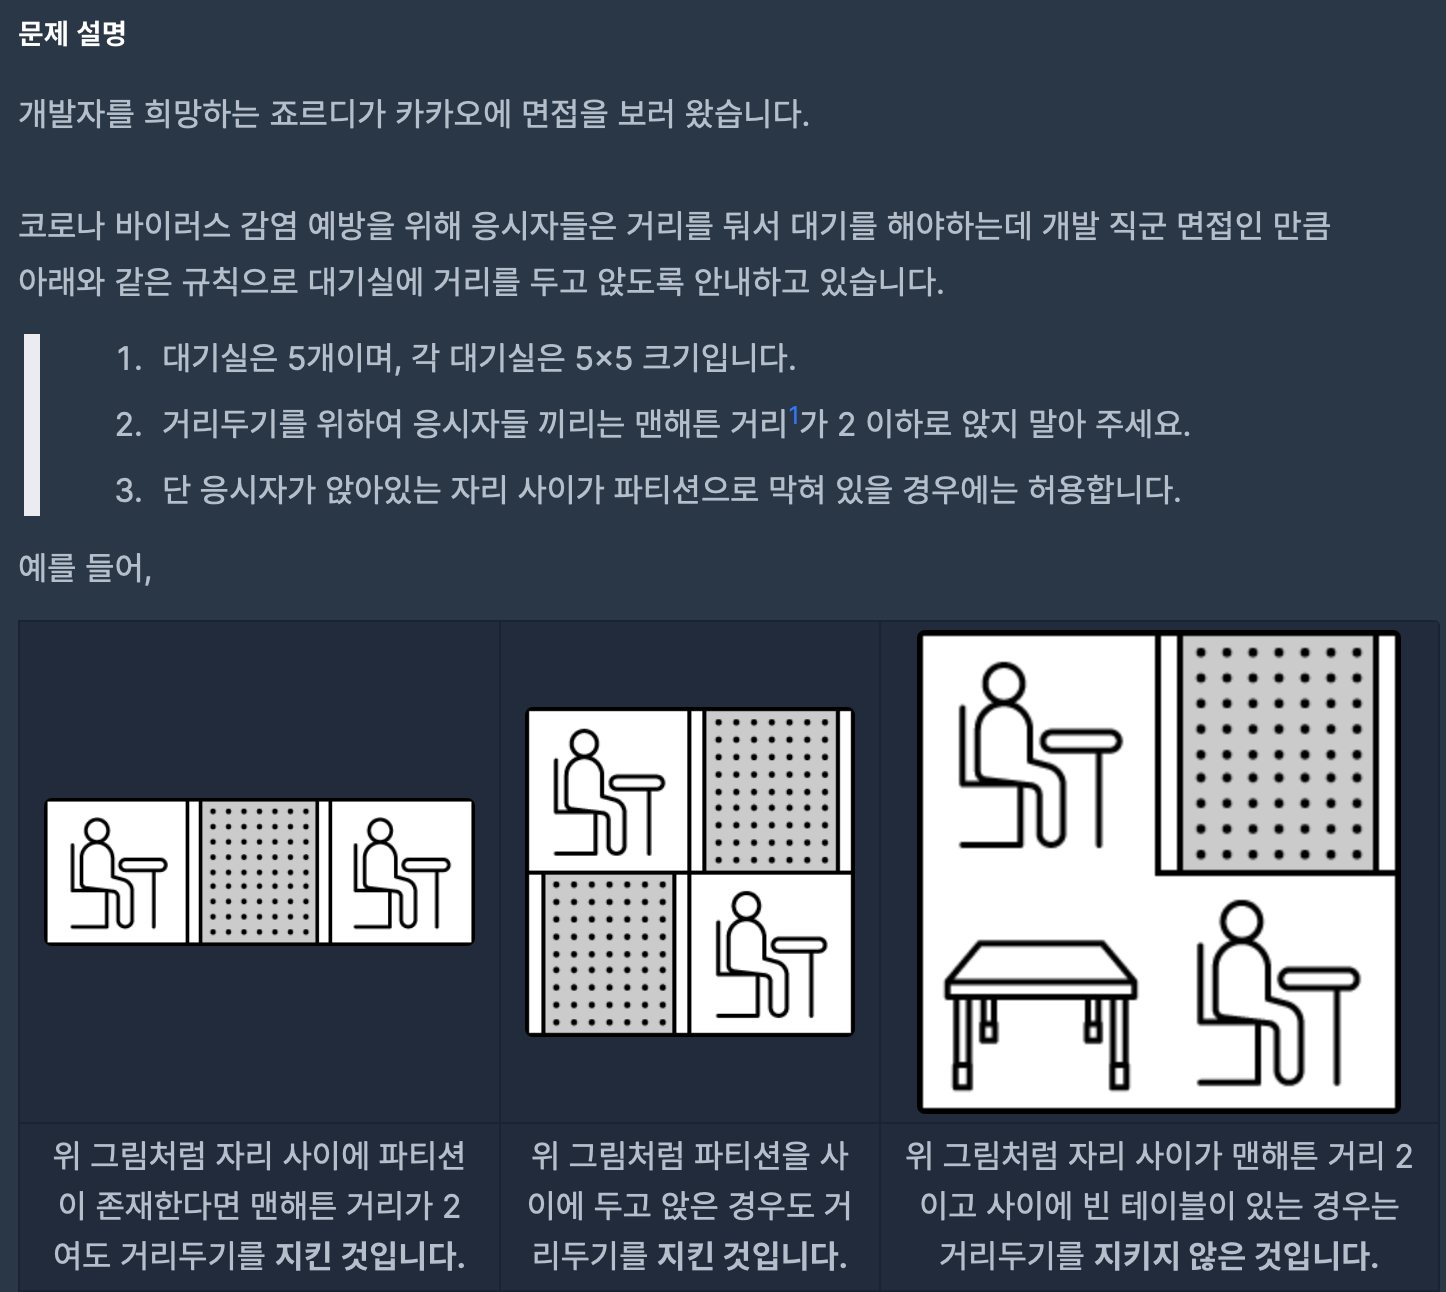 문제 설명
개발자를 희망하는 죠르디가 카카오에 면접을 보러 왔습니다.
코로나 바이러스 감염 예방을 위해 응시자들은 거리를 둬서 대기를 해야하는데 개발 직군 면접인 만큼
아래와 같은 규칙으로 대기실에 거리를 두고 앉도록 안내하고 있습니다.
1. 대기실은 5개이며, 각 대기실은 5×5 크기입니다.
2. 거리두기를 위하여 응시자들 끼리는 맨해튼 거리1가 2 이하로 앉지 말아 주세요.
3. 단 응시자가 앉아있는 자리 사이가 파티션으로 막혀 있을 경우에는 허용합니다.
예를 들어,
위 그림처럼 자리 사이에 파티션
이 존재한다면 맨해튼 거리가 2
여도 거리두기를 지킨 것입니다.
위 그림처럼 파티션을 사
이에 두고 앉은 경우도 거
리두기를 지킨 것입니다.
위 그림처럼 자리 사이가 맨해튼 거리 2
이고 사이에 빈 테이블이 있는 경우는
거리두기를 지키지 않은 것입니다.